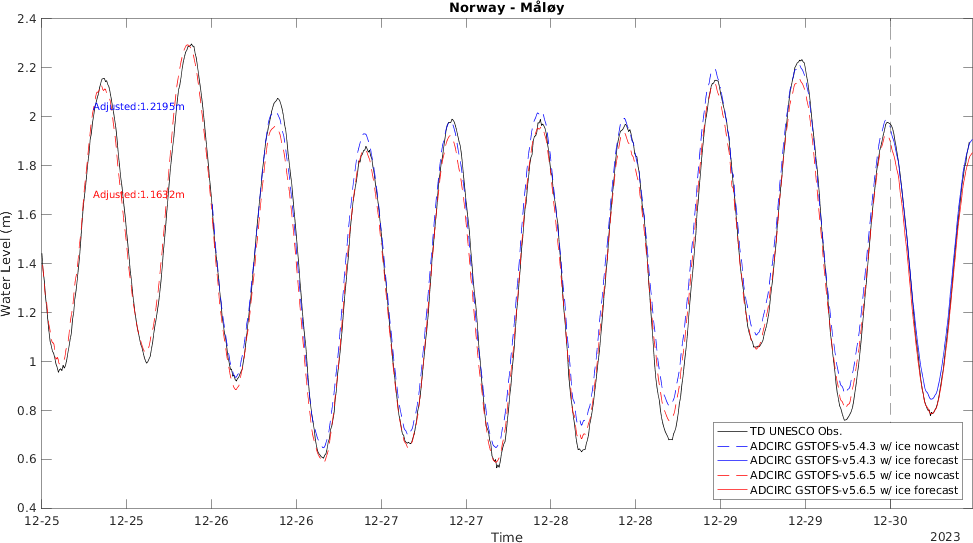 Norway - Måløy
2.4
2.2
2
1.8
1.6
1.4
1.2
1
0.8
0.6
0.4
Water Level (m)
Adjusted:1.2195m
Adjusted:1.1632m
TD UNESCO Obs.
ADCIRC GSTOFS-v5.4.3 w/ ice nowcast
ADCIRC GSTOFS-v5.4.3 w/ ice forecast
ADCIRC GSTOFS-v5.6.5 w/ ice nowcast
ADCIRC GSTOFS-v5.6.5 w/ ice forecast
12-25 12-25 12-26 12-26 12-27 12-27 12-28 12-28 12-29 12-29 12-30
Time
2023